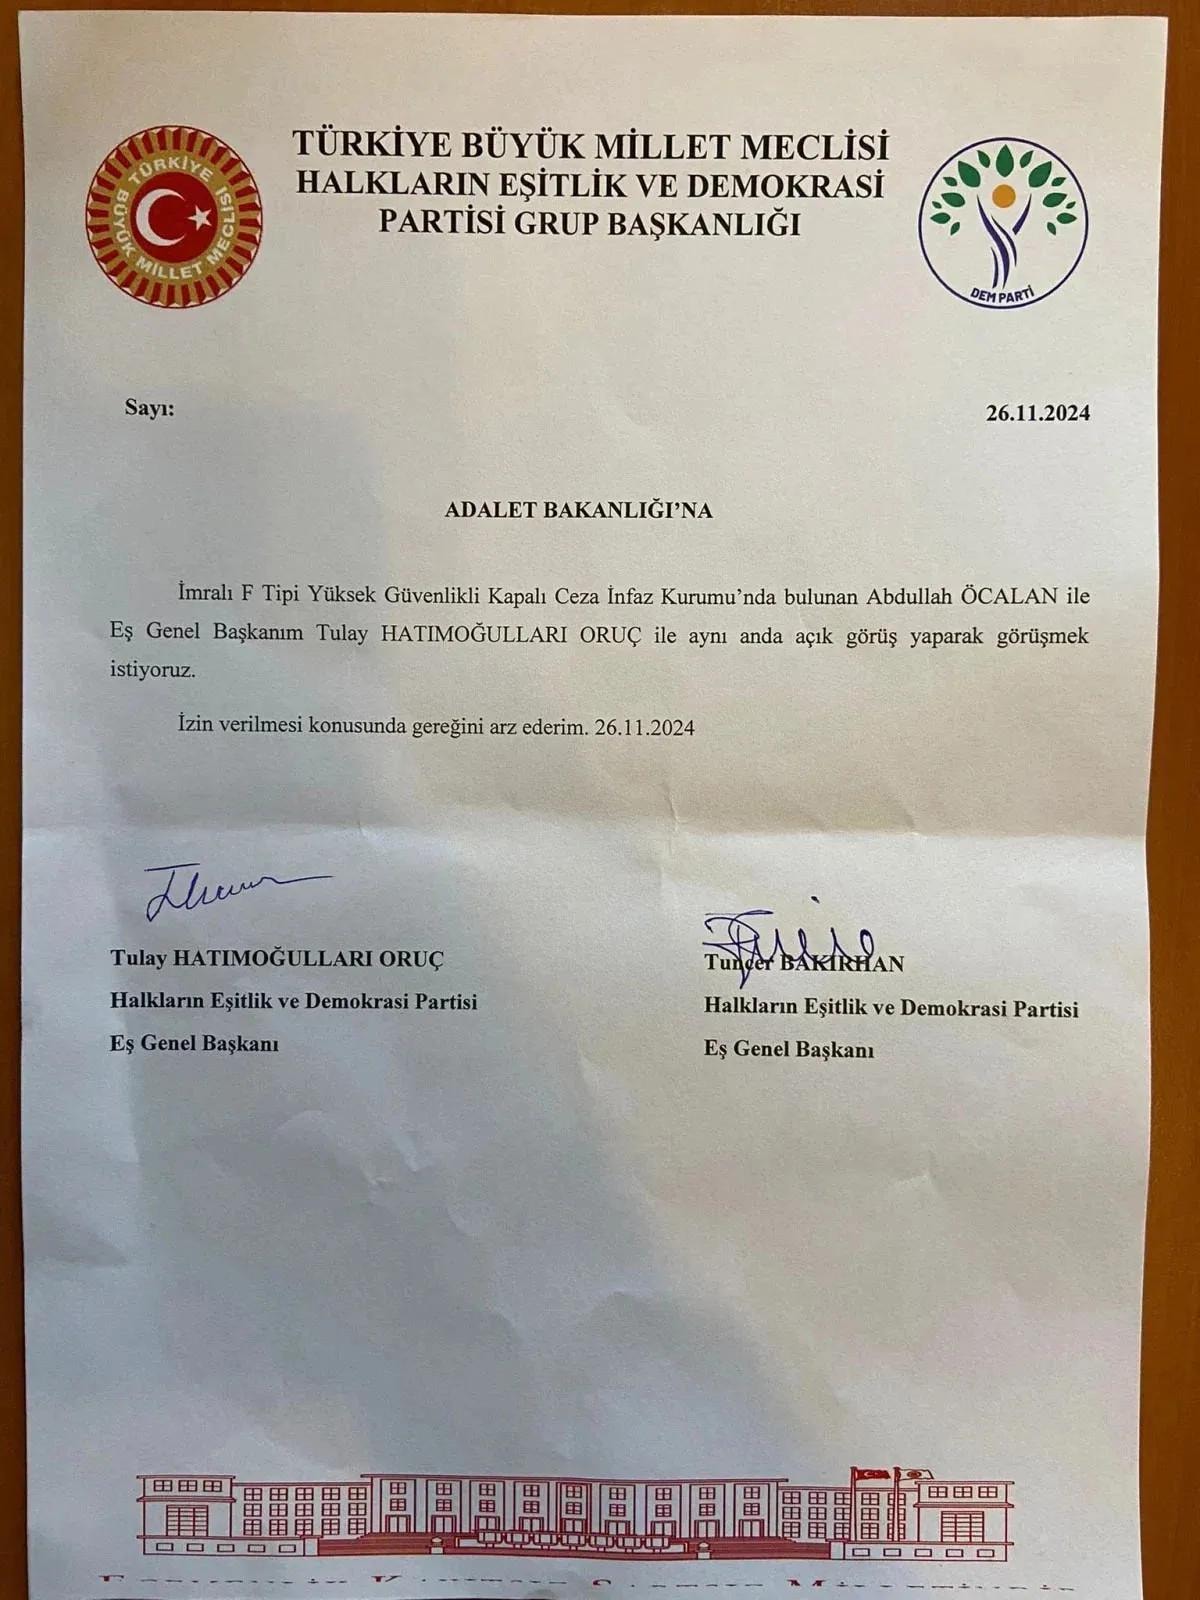 TÜRKİYE BÜYÜK MİLLET MECLİSİ
HALKLARIN EŞİTLİK VE DEMOKRASİ
PARTİSİ GRUP BAŞKANLIĞI
TÜRKİYE BÜYÜK MİLLET MECLİSİ
DEM PARTİ
Sayı:
26.11.2024
ADALET BAKANLIĞI’NA
İmralı F Tipi Yüksek Güvenlikli Kapalı Ceza İnfaz Kurumu’nda bulunan Abdullah ÖCALAN ile
Eş Genel Başkanım Tulay HATIMOĞULLARI ORUÇ ile aynı anda açık görüş yaparak görüşmek
istiyoruz.
İzin verilmesi konusunda gereğini arz ederim. 26.11.2024
Tulay HATIMOĞULLARI ORUÇ
Halkların Eşitlik ve Demokrasi Partisi
Eş Genel Başkanı
Tunçer BAKIRHAN
Halkların Eşitlik ve Demokrasi Partisi
Eş Genel Başkanı